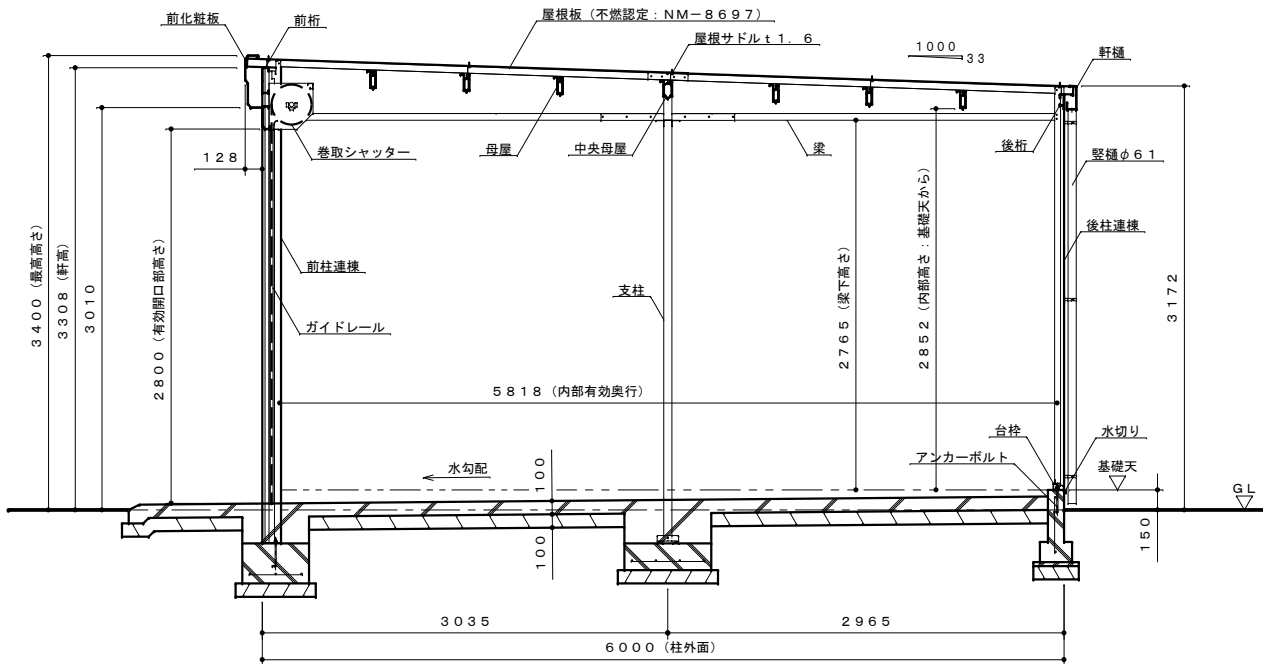 前化粧板
前桁
屋根板（不燃認定：NM－8697）
屋根サドルｔ1．6
1000
33
軒樋
128
巻取シャッター
母屋
中央母屋
梁
後桁
竪樋φ61
3400（最高高さ）
3308（軒高）
3010
2800（有効開口部高さ）
前柱連棟
ガイドレール
支柱
2765（梁下高さ）
2852（内部高さ：基礎天から）
後柱連棟
3172
5818（内部有効奥行）
台枠
水切り
アンカーボルト
基礎天
水勾配
100
100
GL
150
3035
2965
6000（柱外面）